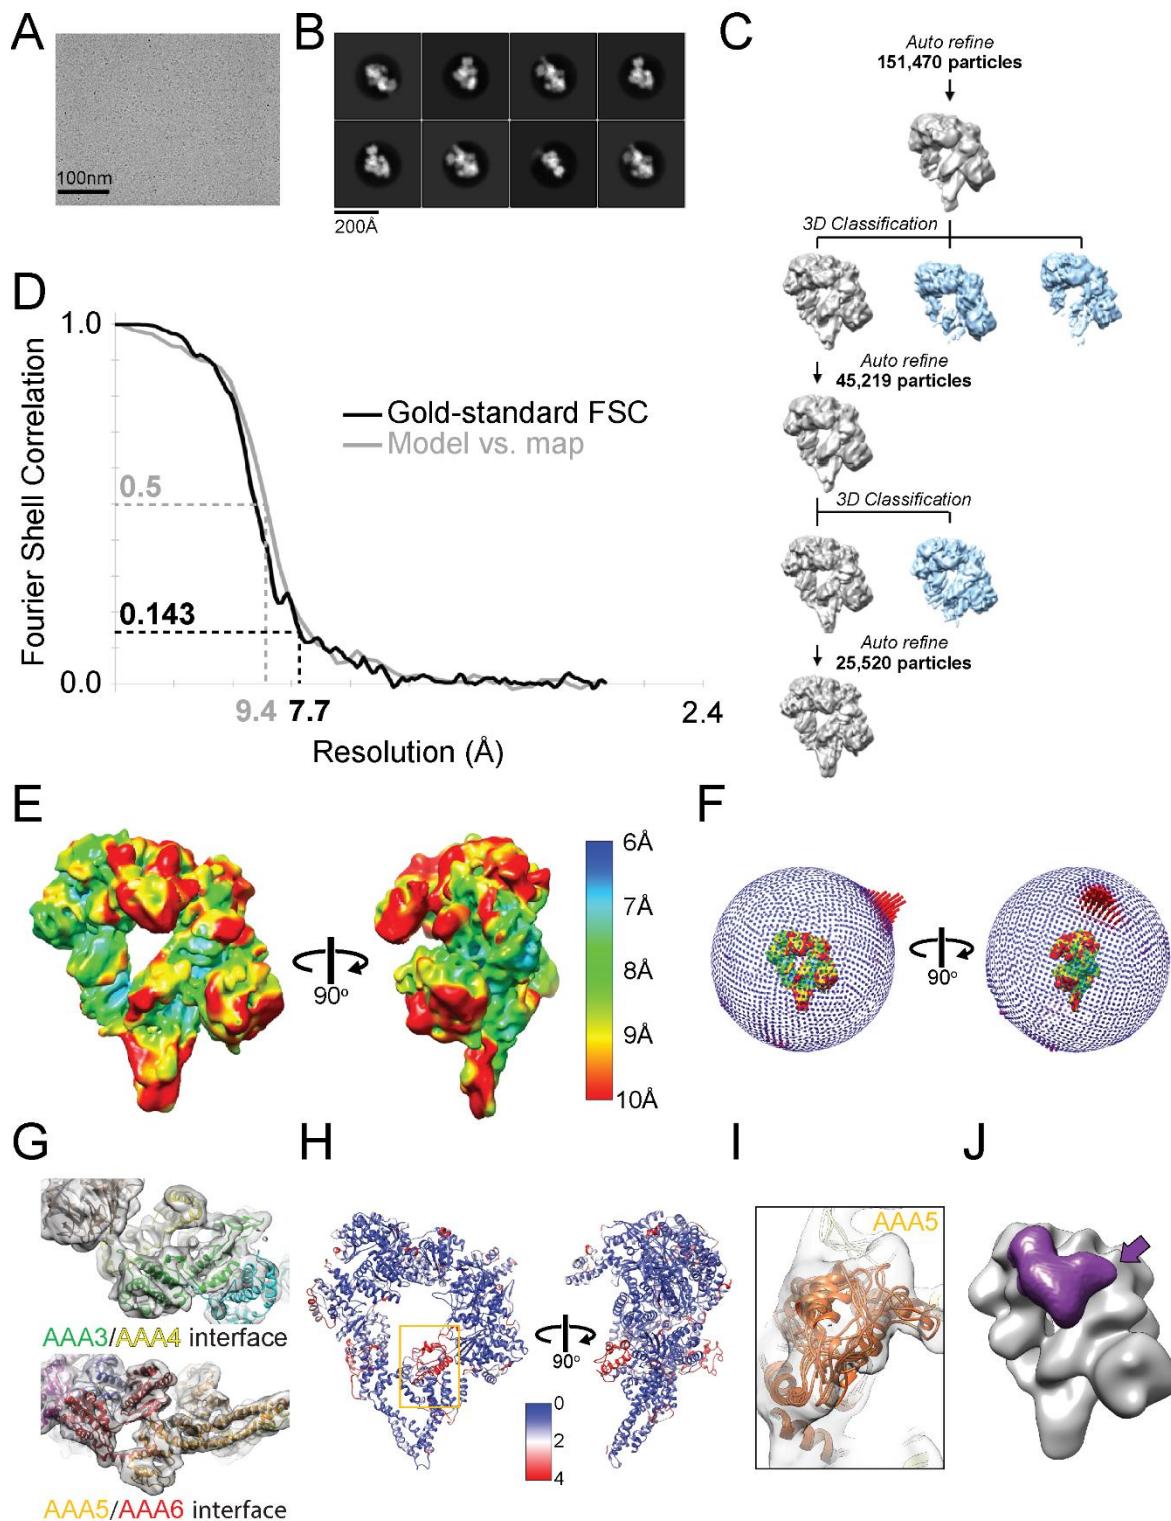 A
100nm
B
200Å
C
Auto refine
151,470 particles
3D Classification
Auto refine
45,219 particles
3D Classification
Auto refine
25,520 particles
D
Fourier Shell Correlation
1.0
Gold-standard FSC
Model vs. map
0.5
0.143
0.0
9.4
7.7
2.4
Resolution (Å)
E
90°
6Å
7Å
8Å
9Å
10Å
F
90°
G
AAA3/AAA4 interface
AAA5/AAA6 interface
H
90°
0
2
4
I
AAA5
J